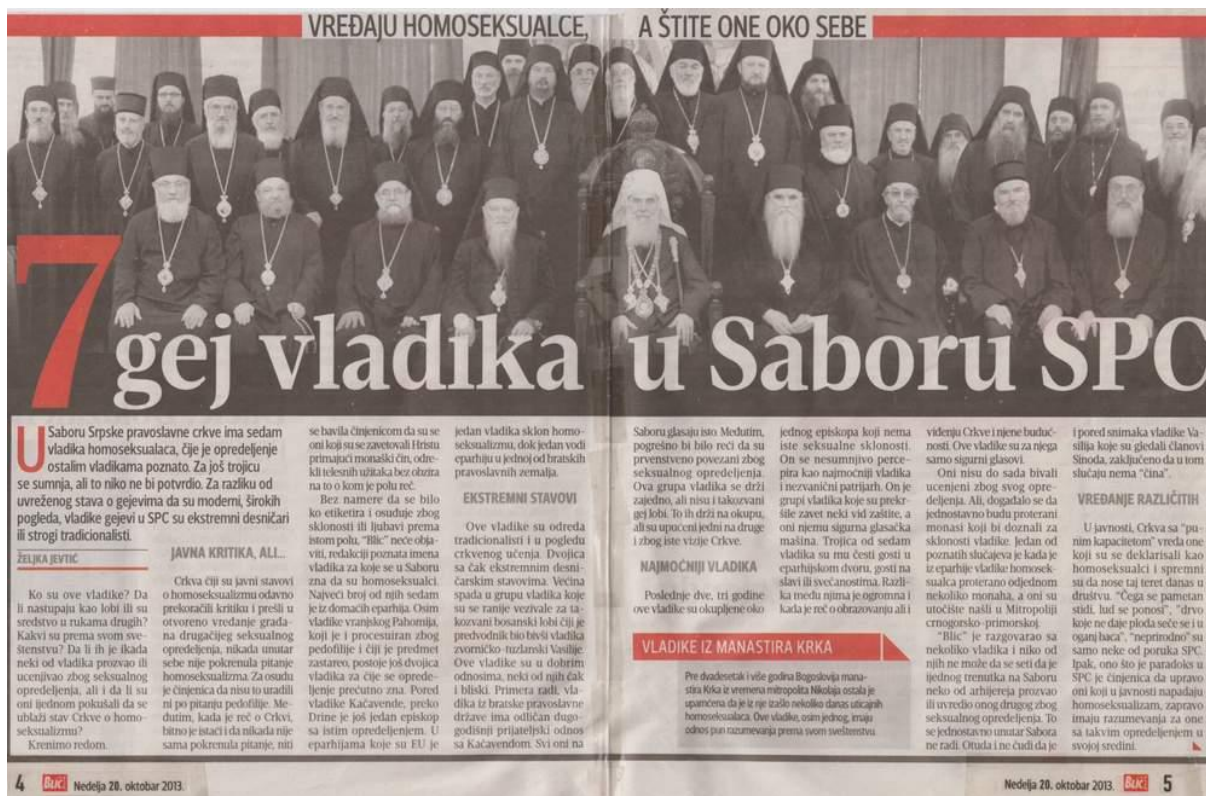 VREĐAJU HOMOSEKSUALCE, A ŠTITE ONE OKO SEBE
7 gej vladika u Saboru SPC
U Saboru Srpske pravoslavne crkve ima sedam
vladika homoseksualaca, čije je opredeljenje
ostalim vladikama poznato. Za još trojicu
se sumnja, ali to niko ne bi potvrdio. Za razliku od
uvreženog stava o gejevima da su moderni, širokih
pogleda, vladike gejevi u SPC su ekstremni desničari
ili strogi tradicionalisti.
ŽELJKA JEVTIĆ
Ko su ove vladike? Da
li nastupaju kao lobi ili su
sredstvo u rukama drugih?
Kakvi su prema svom sve-
štenstvu? Da li ih je ikada
neki od vladika prozvao ili
ucenjivao zbog seksualnog
opredeljenja, ali i da li su
oni ijednom pokušali da se
ublaži stav Crkve o homo-
seksualizmu?
Krenimo redom.
JAVNA KRITIKA, ALI...
Crkva čiji su javni stavovi
o homoseksualizmu odavno
prekoračili kritiku i prešli u
otvoreno vređanje građa-
na drugačijeg seksualnog
opredeljenja, nikada unutar
sebe nije pokrenula pitanje
homoseksualizma. Za osudu
je činjenica da nisu to uradili
ni po pitanju pedofilije. Me-
đutim, kada je reč o Crkvi,
bitno je istaći i da nikada nije
sama pokrenula pitanje, niti
se bavila činjenicom da su se
oni koji su se zavetovali Hristu
primajući monaški čin, odre-
kli telesnih užitaka bez obzira
na to o kom je polu reč.
Bez namere da se bilo
ko etiketira i osuđuje zbog
sklonosti ili ljubavi prema
istom polu, "Blic" neće obja-
viti, redakciji poznata imena
vladika za koje se u Saboru
zna da su homoseksualci.
Najveći broj od njih sedam
je iz domaćih eparhija. Osim
vladike vranjskog Pahomija,
koji je i procesuiran zbog
pedofilije i čiji je predmet
zastareo, postoje još dvojica
vladika za čije se oprede-
ljenje prećutno zna. Pored
vladike Kačavende, preko
Drine je još jedan episkop
sa istim opredeljenjem. U
eparhijama koje su EU je
jedan vladika sklon homo-
seksualizmu, dok jedan vodi
eparhiju u jednoj od bratskih
pravoslavnih zemalja.
EKSTREMNI STAVOVI
Ove vladike su odreda
tradicionalisti i u pogledu
crkvenog učenja. Dvojica
sa čak ekstremnim desni-
čarskim stavovima. Većina
spada u grupu vladika koje
su se ranije vezivale za ta-
kozvani bosanski lobi čiji je
predvodnik bio bivši vladika
zvorničko-tuzlanski Vasilije.
Ove vladike su u dobrim
odnosima, neki od njih čak
i bliski. Primera radi, vla-
dika iz bratske pravoslavne
države ima odličan dugo-
godišnji prijateljski odnos
sa Kačavendom. Svi oni na
Saboru glasaju isto. Međutim,
pogrešno bi bilo reći da su
prvenstveno povezani zbog
seksualnog opredeljenja.
Ova grupa vladika se drži
zajedno, ali nisu i takozvani
gej lobi. To ih drži na okupu,
ali su upućeni jedni na druge
i zbog iste vizije Crkve.
NAJMOĆNIJI VLADIKA
Poslednje dve, tri godine
ove vladike su okupljene oko
jednog episkopa koji nema
iste seksualne sklonosti.
On se nesumnjivo perce-
pira kao najmoćniji vladika
i nezvanični patrijarh. On je
grupi vladika koje su prekr-
šile zavet neki vid zaštite, a
oni njemu sigurna glasačka
mašina. Trojica od sedam
vladika su mu česti gosti u
eparhijskom dvoru, gosti na
slavi ili svečanostima. Razli-
ka među njima je ogromna i
kada je reč o obrazovanju ali i
VLADIKE IZ MANASTIRA KRKA
Pre dvadesetak i više godina Bogoslovija mana-
stira Krka iz vremena mitropolita Nikolaja ostala je
upamćena da je iz nje izašlo nekoliko danas uticajnih
homoseksualaca. Ove vladike, osim jednog, imaju
odnos pun razumevanja prema svom sveštenstvu.
viđenju Crkve i njene budući-
nosti. Ove vladike su za njega
samo sigurni glasovi.
Oni nisu do sada bivali
ucenjeni zbog svog opre-
deljenja. Ali, događalo se da
jednostavno budu proterani
monasi koji bi doznali za
sklonosti vladike. Jedan od
poznatih slučajeva je kada je
iz eparhije vladike homosek-
sualca proterano odjednom
nekoliko monaha, a oni su
utočište našli u Mitropoliji
crnogorsko-primorskoj.
"Blic" je razgovarao sa
nekoliko vladika i niko od
njih ne može da se seti da je
ijednog trenutka na Saboru
neko od arhijereja prozvao
ili uvredio onog drugog zbog
seksualnog opredeljenja. To
se jednostavno unutar Sabora
ne radi. Otuda i ne čudi da je
i pored snimaka vladike Va-
silija koje su gledali članovi
Sinoda, zaključeno da u tom
slučaju nema "čina".
VREĐANJE RAZLIČITIH
U javnosti, Crkva sa "pu-
nim kapacitetom" vređa one
koji su se deklarisali kao
homoseksualci i spremni
su da nose taj teret danas u
društvu. "Čega se pametan
stidi, lud se ponosi", "drvo
koje ne daje ploda seče se i u
oganj baca", "neprirodno" su
samo neke od poruka SPC.
Ipak, ono što je paradoks u
SPC je činjenica da upravo
oni koji u javnosti napadaju
homoseksualizam, zapravo
imaju razumevanja za one
sa takvim opredeljenjem u
svojoj sredini.
4 BLIC Nedelja 20. oktobar 2013.
Nedelja 20. oktobar 2013. BLIC 5